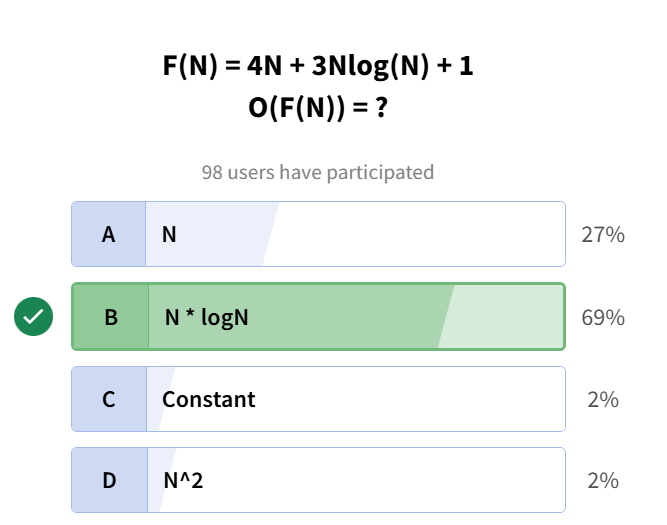 F(N) = 4N + 3Nlog(N) + 1
O(F(N)) = ?
98 users have participated
A N 27%
B N * logN 69%
C Constant 2%
D N^2 2%